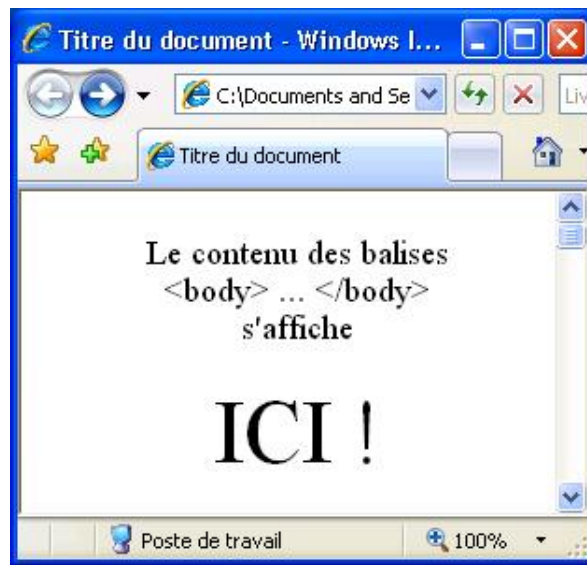 Titre du document - Windows I...
C:\Documents and Se
Liv
Titre du document
Le contenu des balises
<body> ... </body>
s'affiche
ICI !
Poste de travail
100%